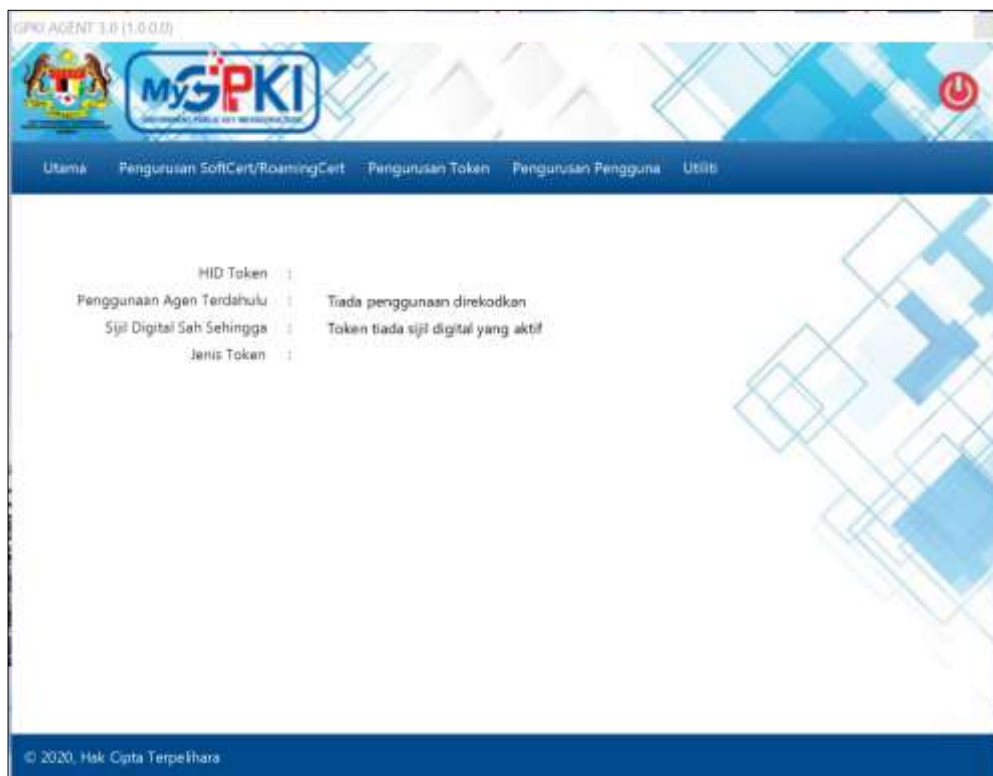 GPKI AGENT 3.0 (1.0.0.0)
MyGPKI
Utama Pengurusan SoftCert/RoamingCert Pengurusan Token Pengurusan Pengguna Utiliti
HID Token :
Penggunaan Agen Terdahulu : Tiada penggunaan direkodkan
Sijil Digital Sah Sehingga : Token tiada sijil digital yang aktif
Jenis Token :
© 2020, Hak Cipta Terpelihara